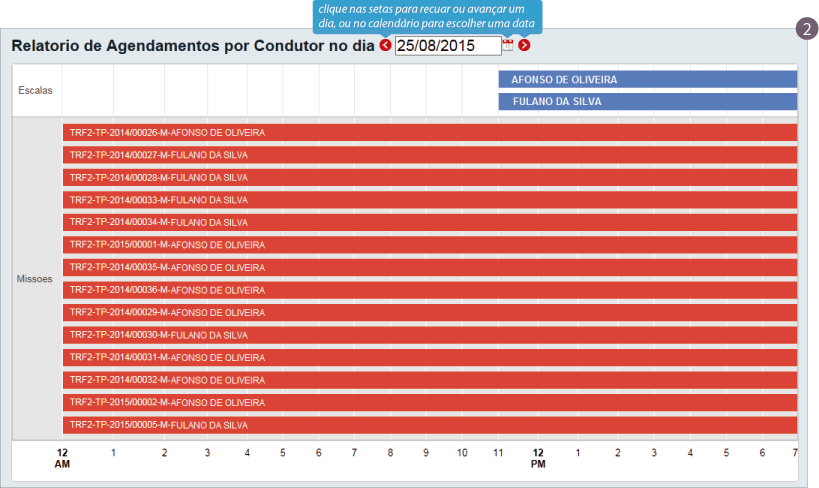 clique nas setas para recuar ou avançar um
dia, ou no calendário para escolher uma data
2
Relatorio de Agendamentos por Condutor no dia 25/08/2015
Escalas
AFONSO DE OLIVEIRA
FULANO DA SILVA
Missoes
TRF2-TP-2014/00026-M-AFONSO DE OLIVEIRA
TRF2-TP-2014/00027-M-FULANO DA SILVA
TRF2-TP-2014/00028-M-FULANO DA SILVA
TRF2-TP-2014/00033-M-FULANO DA SILVA
TRF2-TP-2014/00034-M-FULANO DA SILVA
TRF2-TP-2015/00001-M-AFONSO DE OLIVEIRA
TRF2-TP-2014/00035-M-AFONSO DE OLIVEIRA
TRF2-TP-2014/00036-M-AFONSO DE OLIVEIRA
TRF2-TP-2014/00029-M-AFONSO DE OLIVEIRA
TRF2-TP-2014/00030-M-FULANO DA SILVA
TRF2-TP-2014/00031-M-AFONSO DE OLIVEIRA
TRF2-TP-2014/00032-M-AFONSO DE OLIVEIRA
TRF2-TP-2015/00002-M-AFONSO DE OLIVEIRA
TRF2-TP-2015/00005-M-FULANO DA SILVA
12 1 2 3 4 5 6 7 8 9 10 11 12 1 2 3 4 5 6 7
AM PM